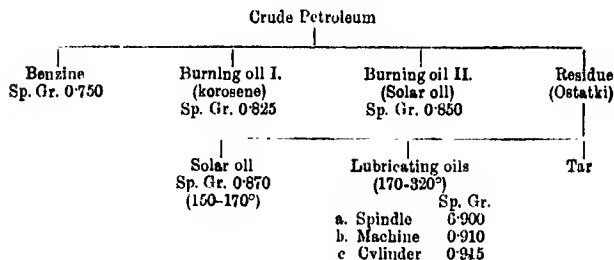 Crude Petroleum
Benzine Burning oil I. Burning oil II. Residue
Sp. Gr. 0·750 (korosene) (Solar oil) (Ostatki)
Sp. Gr. 0·825 Sp. Gr. 0·850
Solar oil Lubricating oils Tar
Sp. Gr. 0·870 (170-320°)
(150-170°) Sp. Gr.
a. Spindle 0·900
b. Machine 0·910
c Cylinder 0·915